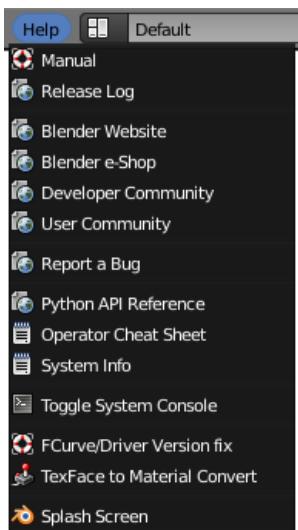 Help Default
Manual
Release Log
Blender Website
Blender e-Shop
Developer Community
User Community
Report a Bug
Python API Reference
Operator Cheat Sheet
System Info
Toggle System Console
FCurve/Driver Version fix
TexFace to Material Convert
Splash Screen